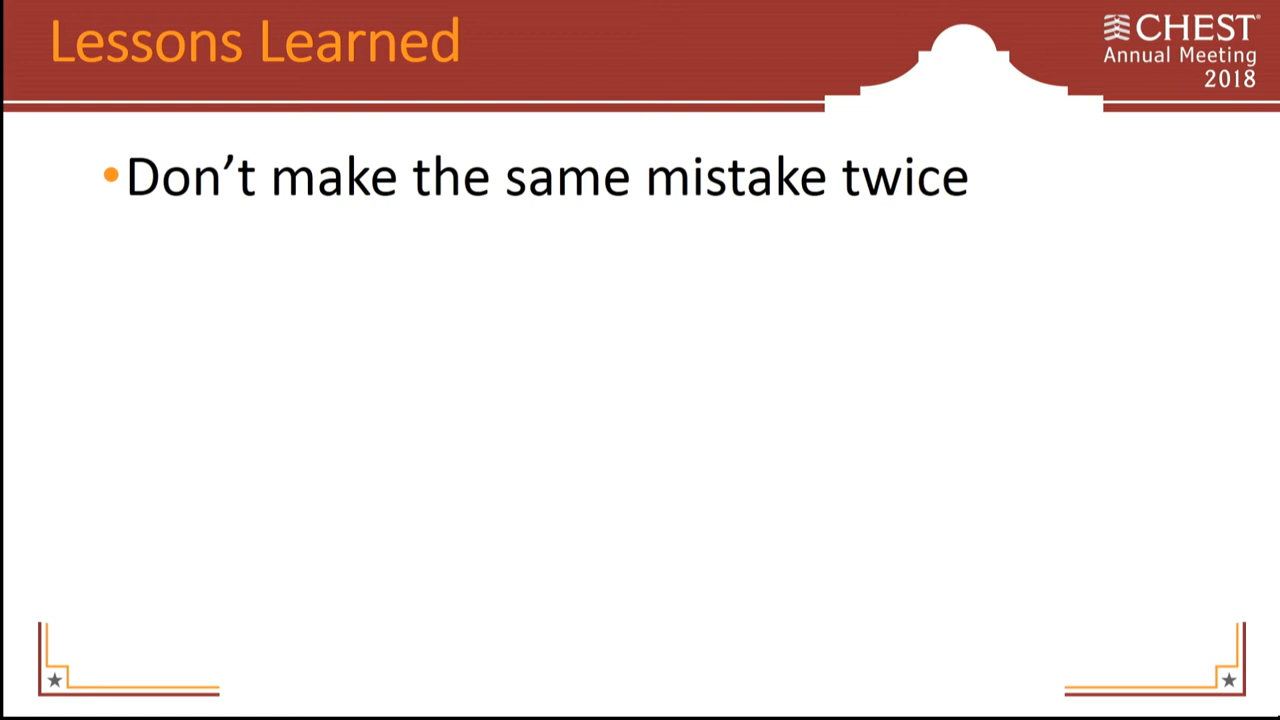 Lessons Learned
CHEST
Annual Meeting
2018
•Don’t make the same mistake twice